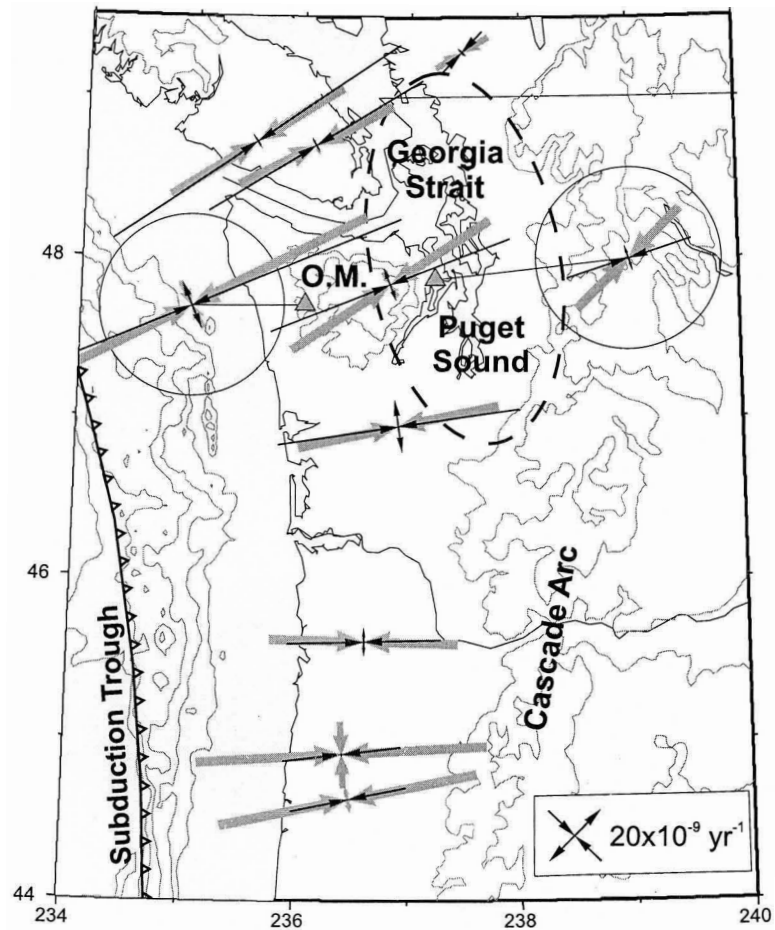 Georgia
Strait
48
O.M.
Puget
Sound
46
Cascade Arc
Subduction Trough
20x10⁻⁹ yr⁻¹
44
234
236
238
240